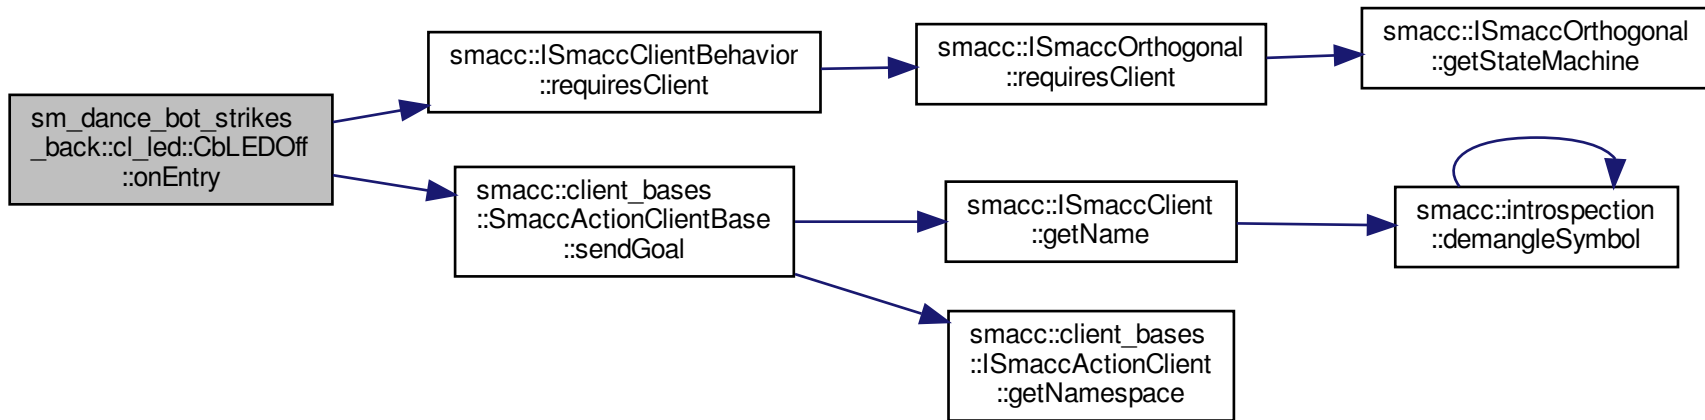 sm_dance_bot_strikes
_back::cl_led::CbLEDOff
::onEntry
smacc::ISmaccClientBehavior
::requiresClient
smacc::ISmaccOrthogonal
::requiresClient
smacc::ISmaccOrthogonal
::getStateMachine
smacc::client_bases
::SmaccActionClientBase
::sendGoal
smacc::ISmaccClient
::getName
smacc::introspection
::demangleSymbol
smacc::client_bases
::ISmaccActionClient
::getNamespace